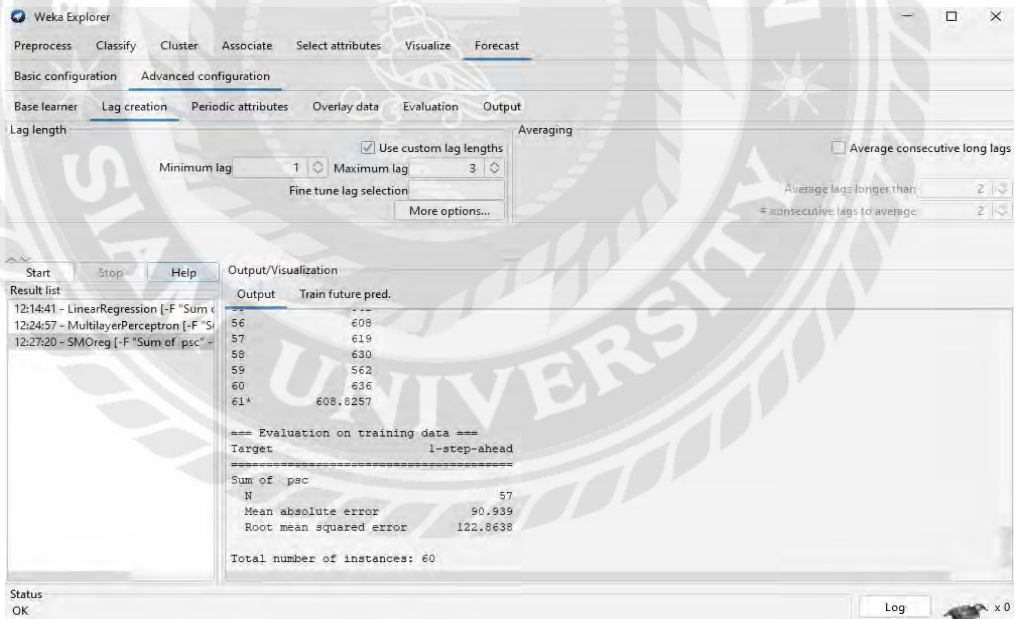 Weka Explorer
Preprocess Classify Cluster Associate Select attributes Visualize Forecast
Basic configuration Advanced configuration
Base learner Lag creation Periodic attributes Overlay data Evaluation Output
Lag length
Use custom lag lengths
Minimum lag 1 Maximum lag 3
Fine tune lag selection
More options...
Averaging
Average consecutive long lags
Average lags longer than 2
# consecutive lags to average 2
Start Stop Help
Result list
12:14:41 - LinearRegression [-F "Sum
12:24:57 - MultilayerPerceptron [-F "S
12:27:20 - SMOreg [-F "Sum of psc" -
Output/Visualization
Output Train future pred.
56 608
57 619
58 630
59 562
60 636
61* 608.8257
=== Evaluation on training data ===
Target 1-step-ahead
=======================================
Sum of psc
N 57
Mean absolute error 90.939
Root mean squared error 122.8638
Total number of instances: 60
Status
OK
Log
x 0
SIAM UNIVERSITY